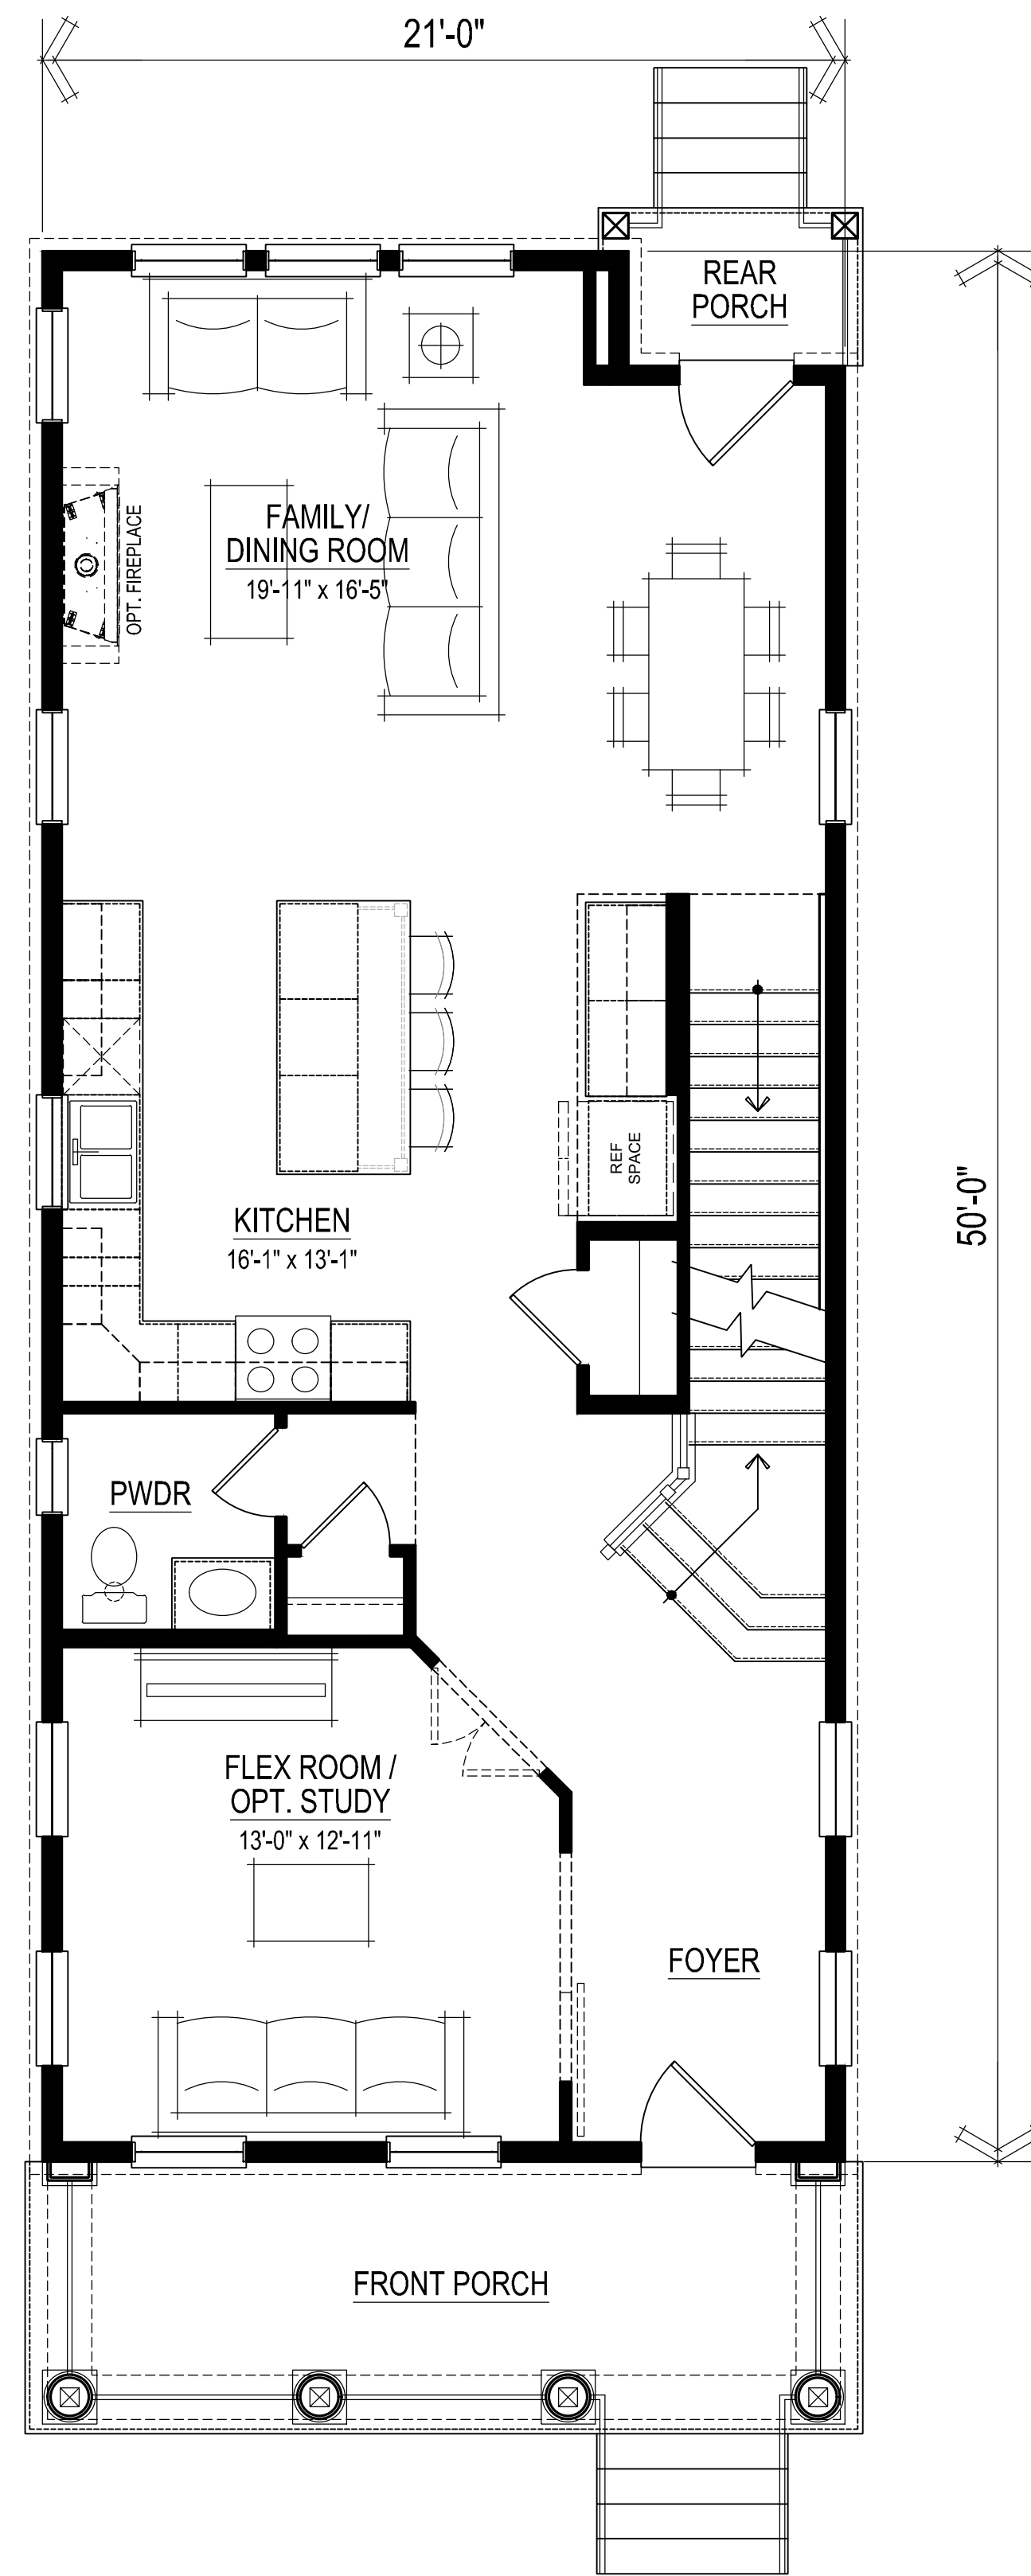 21'-0"
REAR
PORCH
FAMILY/
DINING ROOM
19'-11" x 16'-5"
OPT. FIREPLACE
REF
SPACE
KITCHEN
16'-1" x 13'-1"
50'-0"
PWDR
FLEX ROOM /
OPT. STUDY
13'-0" x 12'-11"
FOYER
FRONT PORCH